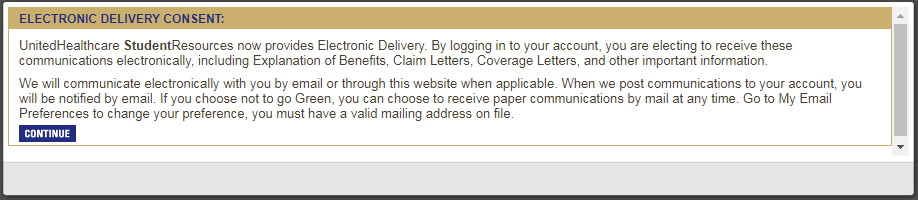 ELECTRONIC DELIVERY CONSENT:
UnitedHealthcare StudentResources now provides Electronic Delivery. By logging in to your account, you are electing to receive these
communications electronically, including Explanation of Benefits, Claim Letters, Coverage Letters, and other important information.
We will communicate electronically with you by email or through this website when applicable. When we post communications to your account, you
will be notified by email. If you choose not to go Green, you can choose to receive paper communications by mail at any time. Go to My Email
Preferences to change your preference, you must have a valid mailing address on file.
CONTINUE